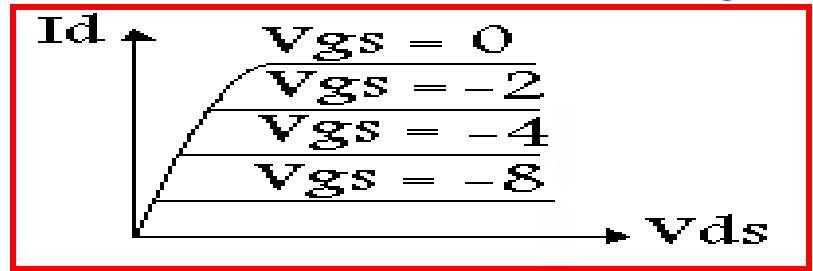 Id
Vgs = 0
Vgs = -2
Vgs = -4
Vgs = -8
Vds